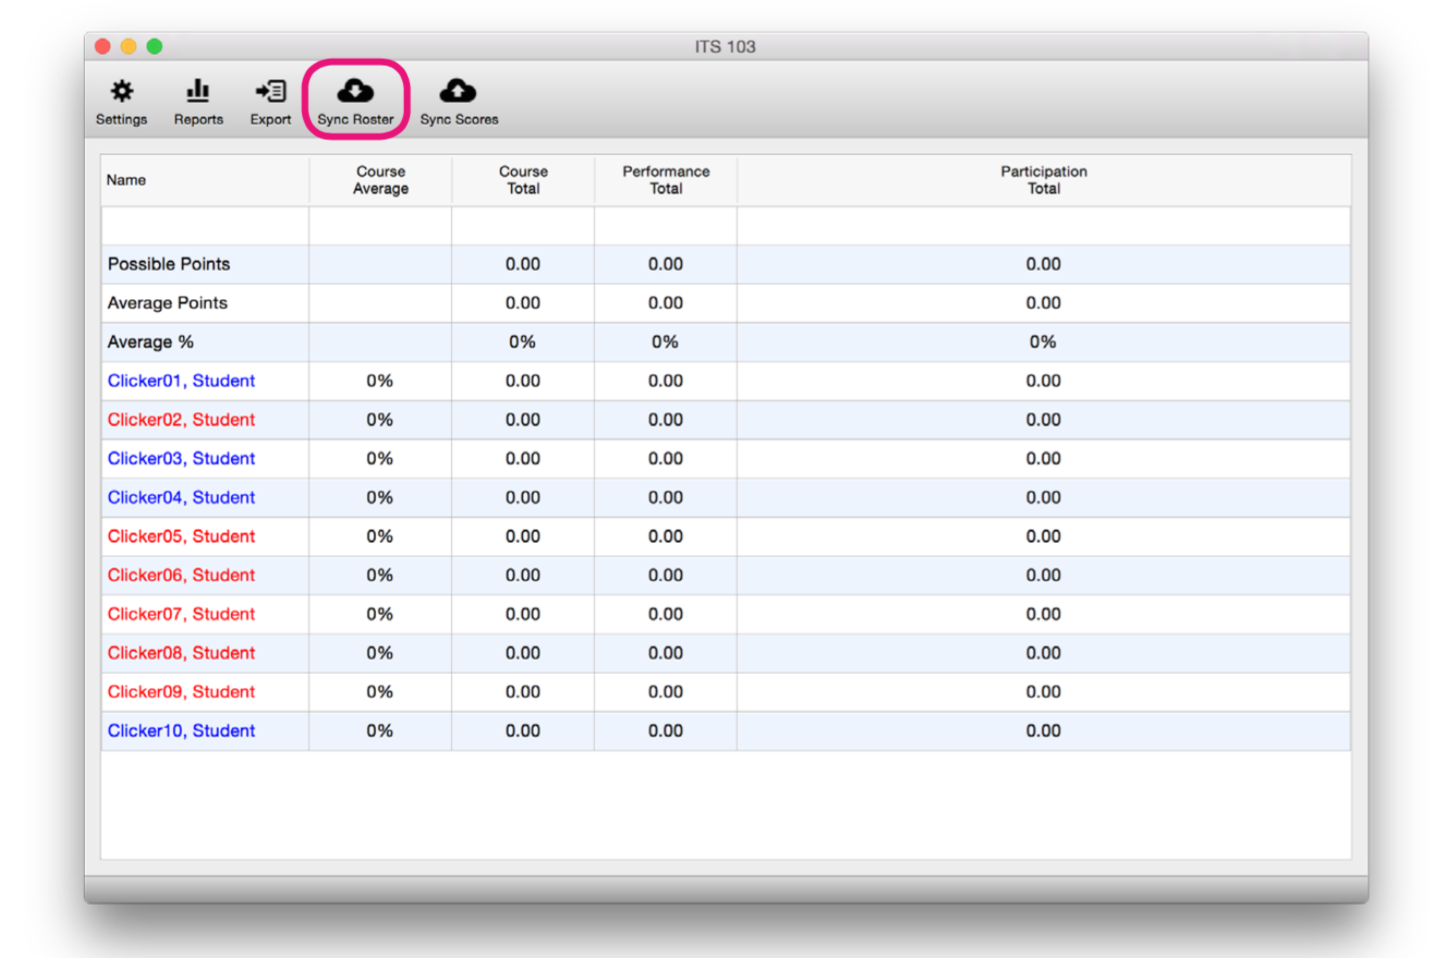 ITS 103
Settings Reports Export Sync Roster Sync Scores
Name Course Average Course Total Performance Total Participation Total
Possible Points 0.00 0.00 0.00
Average Points 0.00 0.00 0.00
Average % 0% 0% 0%
Clicker01, Student 0% 0.00 0.00 0.00
Clicker02, Student 0% 0.00 0.00 0.00
Clicker03, Student 0% 0.00 0.00 0.00
Clicker04, Student 0% 0.00 0.00 0.00
Clicker05, Student 0% 0.00 0.00 0.00
Clicker06, Student 0% 0.00 0.00 0.00
Clicker07, Student 0% 0.00 0.00 0.00
Clicker08, Student 0% 0.00 0.00 0.00
Clicker09, Student 0% 0.00 0.00 0.00
Clicker10, Student 0% 0.00 0.00 0.00